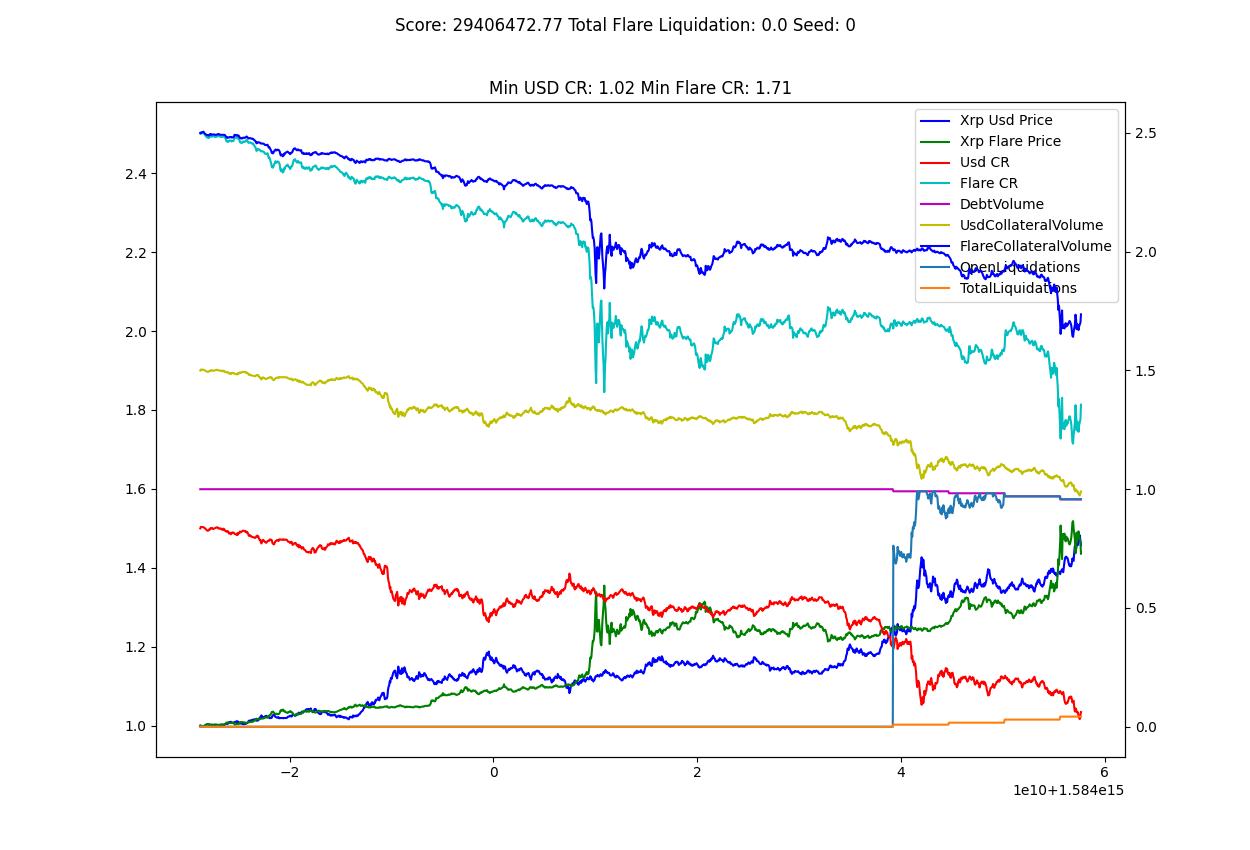 Score: 29406472.77 Total Flare Liquidation: 0.0 Seed: 0
Min USD CR: 1.02 Min Flare CR: 1.71
Xrp Usd Price
Xrp Flare Price
Usd CR
Flare CR
DebtVolume
UsdCollateralVolume
FlareCollateralVolume
OpenLiquidations
TotalLiquidations
2.4
2.2
2.0
1.8
1.6
1.4
1.2
1.0
2.5
2.0
1.5
1.0
0.5
0.0
−2
0
2
4
6
1e10+1.584e15